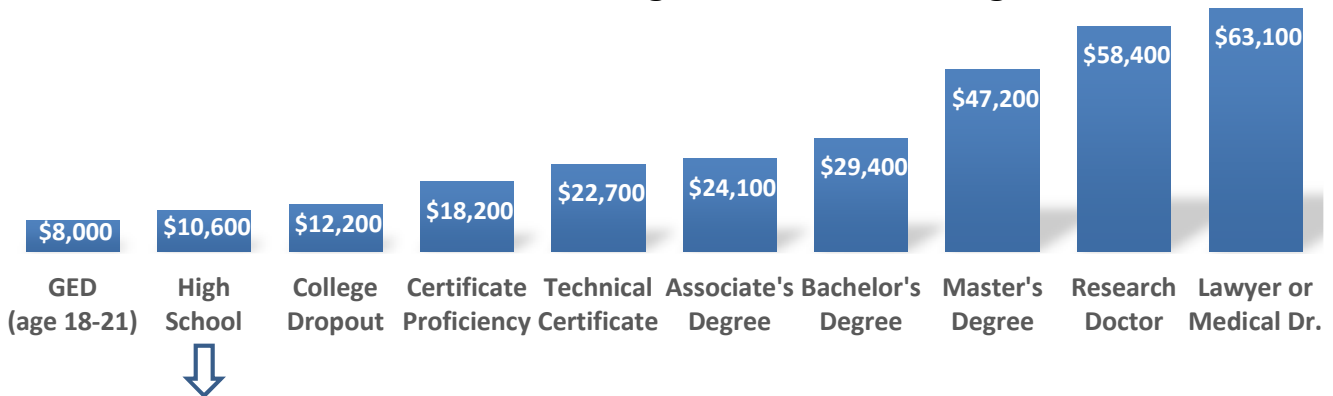 $8,000
$10,600
$12,200
$18,200
$22,700
$24,100
$29,400
$47,200
$58,400
$63,100
GED
(age 18-21)
High
School
College
Dropout
Certificate
Proficiency
Technical
Certificate
Associate's
Degree
Bachelor's
Degree
Master's
Degree
Research
Doctor
Lawyer or
Medical Dr.